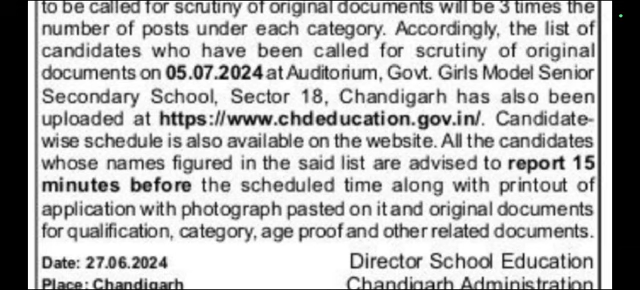 to be called for scrutiny of original documents will be 3 times the
number of posts under each category. Accordingly, the list of
candidates who have been called for scrutiny of original
documents on 05.07.2024 at Auditorium, Govt. Girls Model Senior
Secondary School, Sector 18, Chandigarh has also been
uploaded at https://www.chdeducation.gov.in/. Candidate-
wise schedule is also available on the website. All the candidates
whose names figured in the said list are advised to report 15
minutes before the scheduled time along with printout of
application with photograph pasted on it and original documents
for qualification, category, age proof and other related documents.
Date: 27.06.2024 Director School Education
Place: Chandigarh Chandigarh Administration